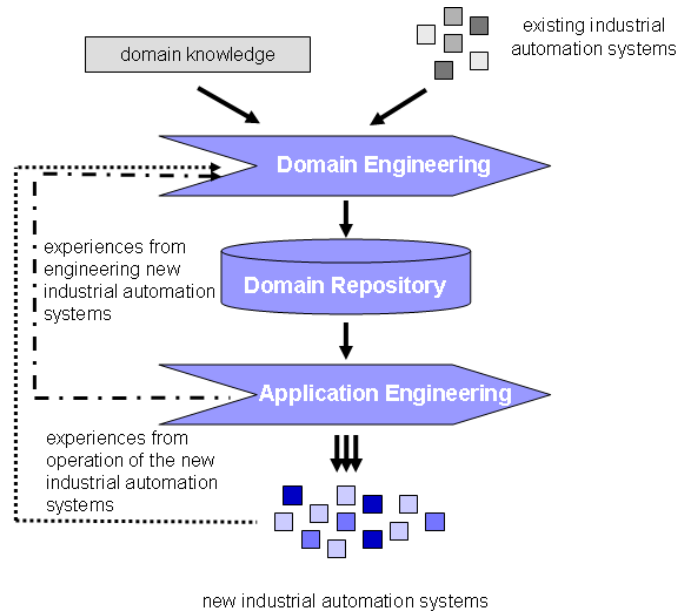 existing industrial
automation systems
domain knowledge
Domain Engineering
experiences from
engineering new
industrial automation
systems
Domain Repository
Application Engineering
experiences from
operation of the new
industrial automation
systems
new industrial automation systems